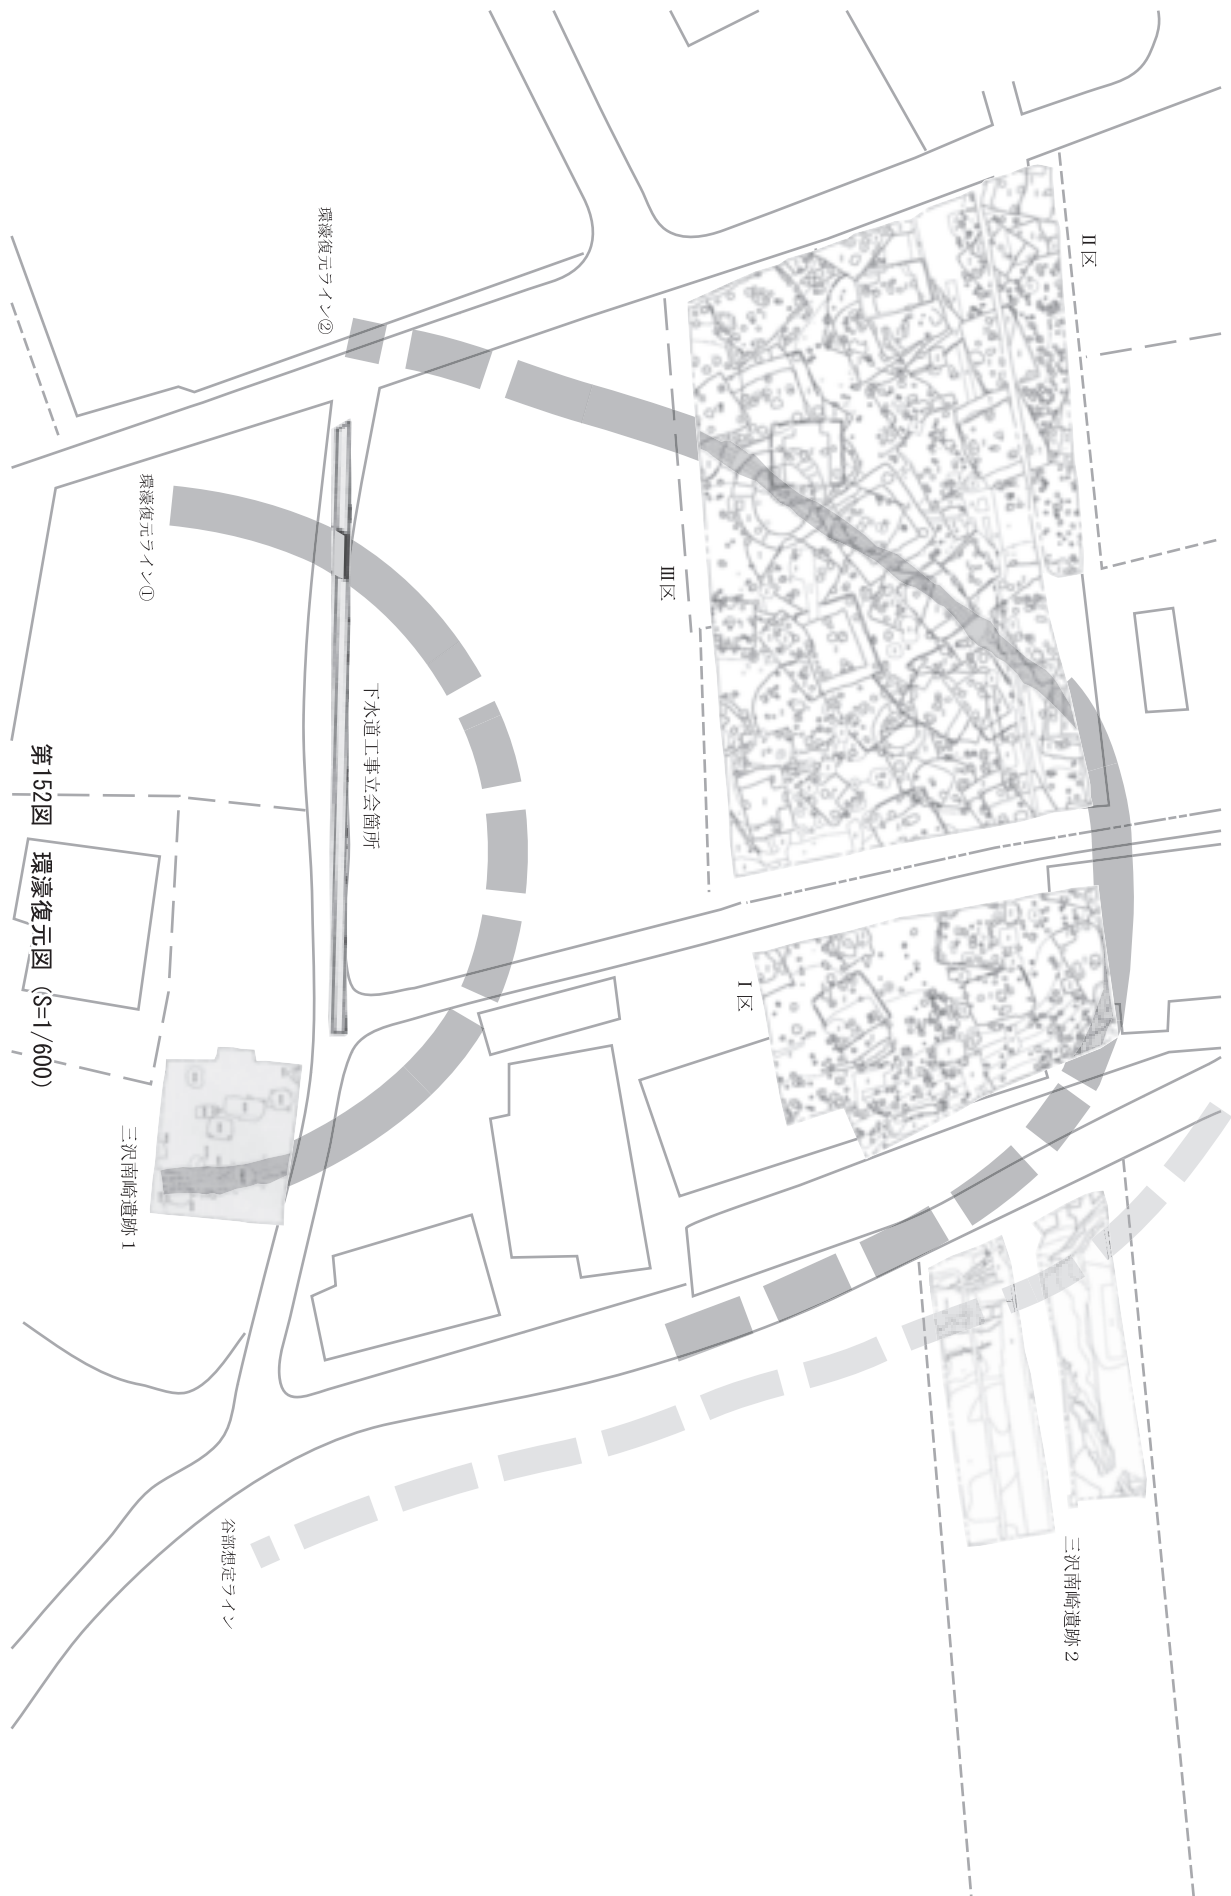 Ⅱ区
環濠復元ライン②
Ⅲ区
環濠復元ライン①
下水道工事立会箇所
Ⅰ区
三沢南崎遺跡1
三沢南崎遺跡2
谷部想定ライン
第152図　環濠復元図（S=1/600）